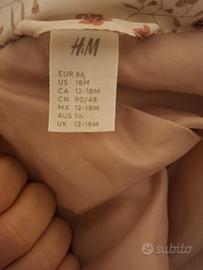 H&M
EUR 86
US 18M
CA 12-18M
CN 90/48
MX 12-18M
AUS 1½
UK 12-18M
subito